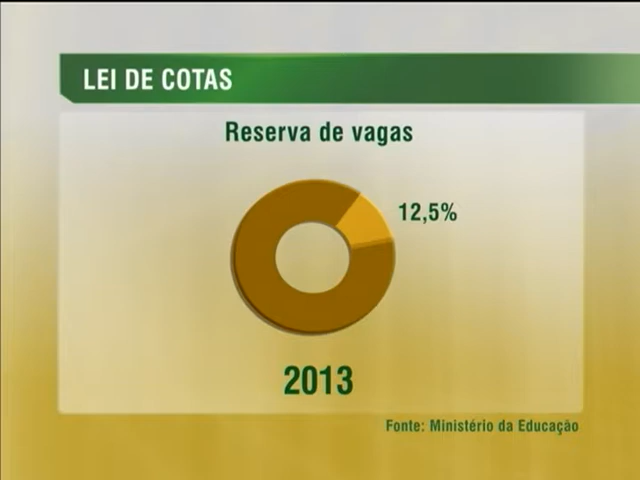 LEI DE COTAS
Reserva de vagas
12,5%
2013
Fonte: Ministério da Educação